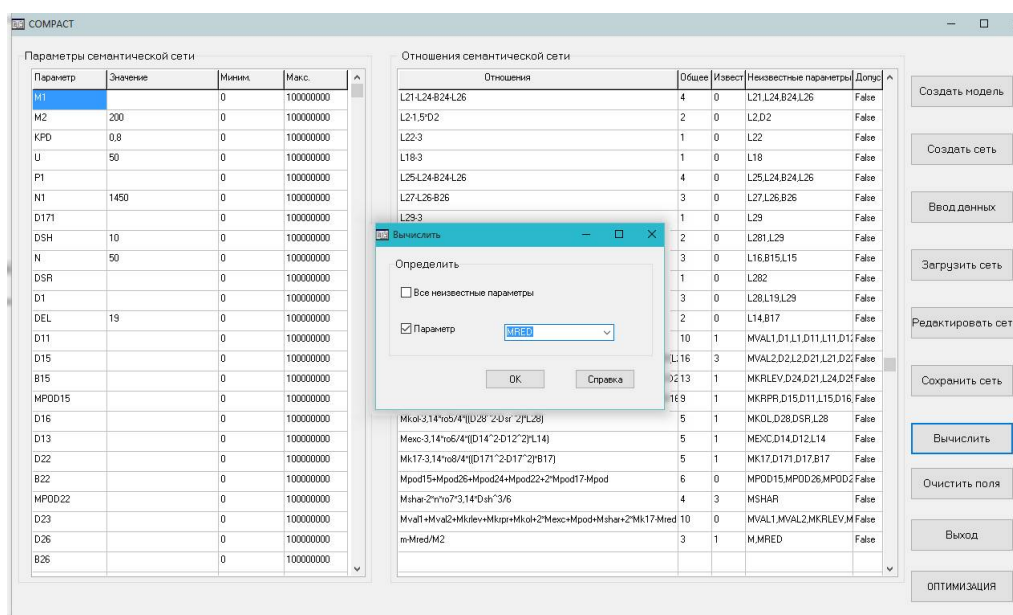 COMPACT
Параметры семантической сети
Параметр Значение Миним. Макс.
M1 0 100000000
M2 200 0 100000000
KPD 0,8 0 100000000
U 50 0 100000000
P1 0 100000000
N1 1450 0 100000000
D171 0 100000000
DSH 10 0 100000000
N 50 0 100000000
DSR 0 100000000
D1 0 100000000
DEL 19 0 100000000
D11 0 100000000
D15 0 100000000
B15 0 100000000
MPOD15 0 100000000
D16 0 100000000
D13 0 100000000
D22 0 100000000
B22 0 100000000
MPOD22 0 100000000
D23 0 100000000
D26 0 100000000
B26 0 100000000
Отношения семантической сети
Отношения Общее Извест Неизвестные параметры Допус
L21-L24-B24-L26 4 0 L21,L24,B24,L26 False
L2-1,5*D2 2 0 L2,D2 False
L22-3 1 0 L22 False
L18-3 1 0 L18 False
L25-L24-B24-L26 4 0 L25,L24,B24,L26 False
L27-L26-B26 3 0 L27,L26,B26 False
L29-3 1 0 L29 False
2 0 L281,L29 False
3 0 L16,B15,L15 False
1 0 L282 False
3 0 L28,L19,L29 False
2 0 L14,B17 False
10 1 MVAL1,D1,L1,D11,L11,D1 False
16 3 MVAL2,D2,L2,D21,L21,D2 False
13 1 MKRLEV,D24,D21,L24,D2 False
9 1 MKRPR,D15,D11,L15,D16, False
Mkol-3,14*ro5/4*((D28^2-Dsr^2)*L28) 5 1 MKOL,D28,DSR,L28 False
Mexc-3,14*ro6/4*((D14^2-D12^2)*L14) 5 1 MEXC,D14,D12,L14 False
Mk17-3,14*ro8/4*((D171^2-D17^2)*B17) 5 1 MK17,D171,D17,B17 False
Mpod15+Mpod26+Mpod24+Mpod22+2*Mpod17-Mpod 6 0 MPOD15,MPOD26,MPOD2 False
Mshar-2*n*ro7*3,14*Dsh^3/6 4 3 MSHAR False
Mval1+Mval2+Mkrlev+Mkrpr+Mkol+2*Mexc+Mpod+Mshar+2*Mk17-Mred 10 0 MVAL1,MVAL2,MKRLEV,M False
m-Mred/M2 3 1 M,MRED False
Вычислить
Определить
Все неизвестные параметры
Параметр MRED
OK Справка
Создать модель
Создать сеть
Ввод данных
Загрузить сеть
Редактировать сет
Сохранить сеть
Вычислить
Очистить поля
Выход
ОПТИМИЗАЦИЯ